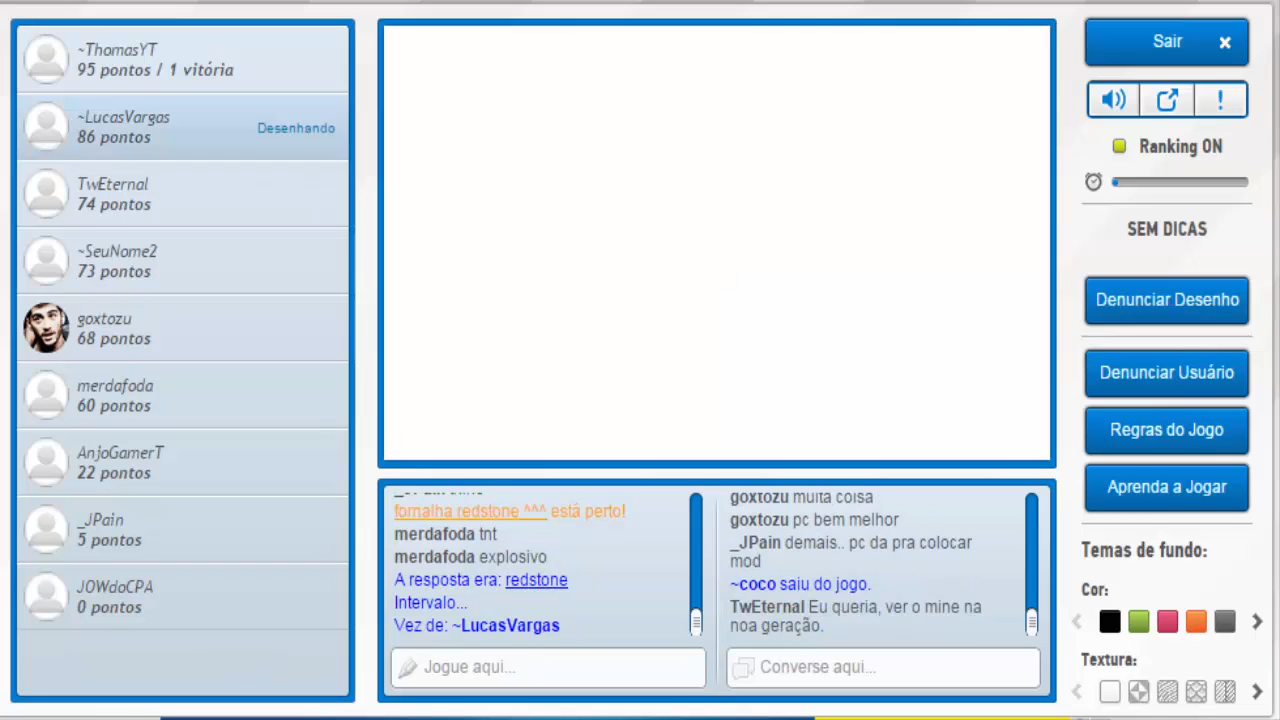 ~ThomasYT
95 pontos / 1 vitória
~LucasVargas
86 pontos
Desenhando
TwEternal
74 pontos
~SeuNome2
73 pontos
goxtozu
68 pontos
merdafoda
60 pontos
AnjoGamerT
22 pontos
_JPain
5 pontos
JOWdoCPA
0 pontos
fornalha redstone ^^^ está perto!
merdafoda tnt
merdafoda explosivo
A resposta era: redstone
Intervalo...
Vez de: ~LucasVargas
Jogue aqui...
goxtozu muita coisa
goxtozu pc bem melhor
_JPain demais.. pc da pra colocar
mod
~coco saiu do jogo.
TwEternal Eu queria, ver o mine na
noa geração.
Converse aqui...
Sair
Ranking ON
SEM DICAS
Denunciar Desenho
Denunciar Usuário
Regras do Jogo
Aprenda a Jogar
Temas de fundo:
Cor:
Textura: